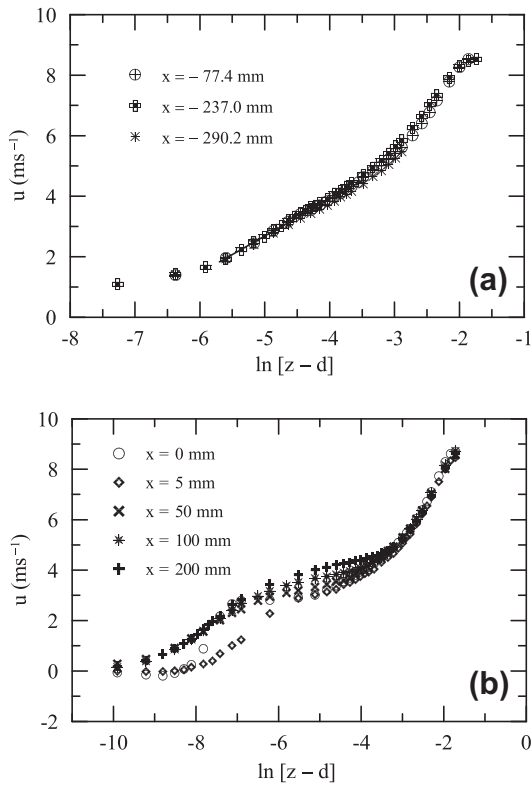 10
8
6
4
2
0
u (ms⁻¹)
x = − 77.4 mm
x = − 237.0 mm
x = − 290.2 mm
(a)
-8 -7 -6 -5 -4 -3 -2 -1
ln [z − d]
10
8
6
4
2
0
-2
u (ms⁻¹)
x = 0 mm
x = 5 mm
x = 50 mm
x = 100 mm
x = 200 mm
(b)
-10 -8 -6 -4 -2 0
ln [z − d]